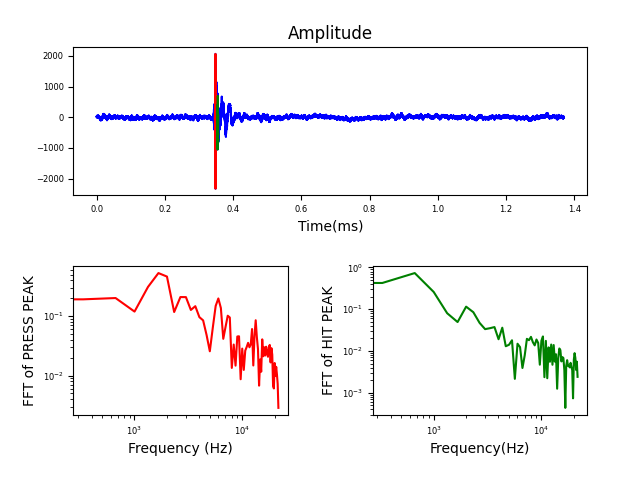 Amplitude
2000
1000
0
−1000
−2000
0.0 0.2 0.4 0.6 0.8 1.0 1.2 1.4
Time(ms)
FFT of PRESS PEAK
10⁻¹
10⁻²
10³ 10⁴
Frequency (Hz)
FFT of HIT PEAK
10⁰
10⁻¹
10⁻²
10⁻³
10³ 10⁴
Frequency(Hz)